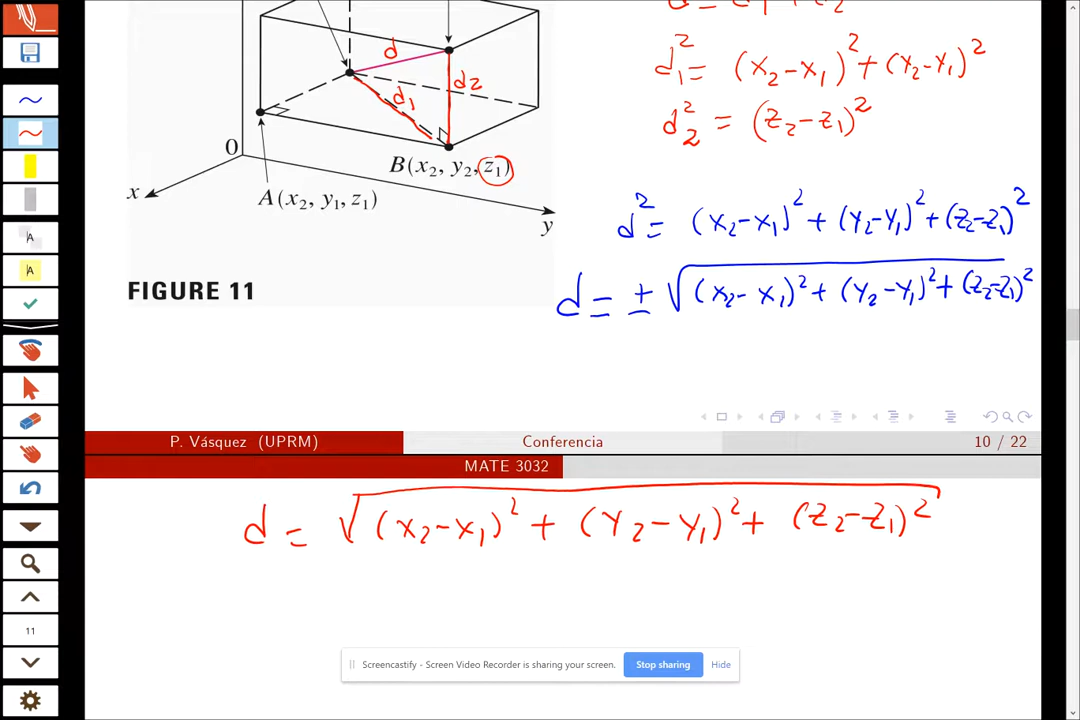 d₁² = (x₂-x₁)² + (Y₂-Y₁)²
d₂² = (z₂-z₁)²
d
d₂
d₁
0
B(x₂, y₂, z₁)
x
A(x₂, y₁, z₁)
y
d² = (x₂-x₁)² + (Y₂-Y₁)² + (z₂-z₁)²
FIGURE 11
d = ± √(x₂-x₁)² + (Y₂-Y₁)² + (z₂-z₁)²
P. Vásquez (UPRM) Conferencia 10 / 22
MATE 3032
d = √(x₂-x₁)² + (Y₂-Y₁)² + (z₂-z₁)²
A
A
11
Screencastify - Screen Video Recorder is sharing your screen. Stop sharing Hide